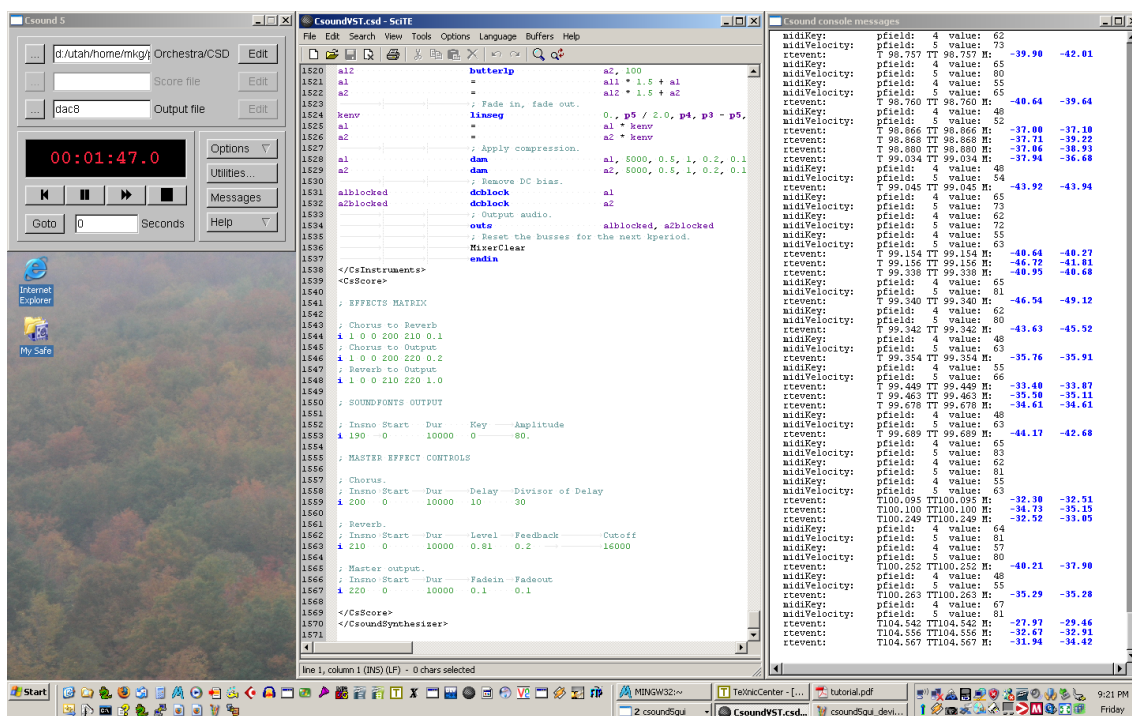 Csound 5
... d:/utah/home/mkg/p Orchestra/CSD Edit
... Score file Edit
... dac8 Output file Edit
00:01:47.0
Options
Utilities...
Messages
Help
Goto 0 Seconds
Internet Explorer
My Safe
CsoundVST.csd - SciTE
File Edit Search View Tools Options Language Buffers Help
1520 al2 butterlp a2, 100
1521 a1 = al1 * 1.5 + a1
1522 a2 = al2 * 1.5 + a2
1523 ; Fade in, fade out.
1524 kenv linseg 0., p5 / 2.0, p4, p3 - p5,
1525 a1 = a1 * kenv
1526 a2 = a2 * kenv
1527 ; Apply compression.
1528 a1 dam a1, 5000, 0.5, 1, 0.2, 0.1
1529 a2 dam a2, 5000, 0.5, 1, 0.2, 0.1
1530 ; Remove DC bias.
1531 a1blocked dcblock a1
1532 a2blocked dcblock a2
1533 ; Output audio.
1534 outs a1blocked, a2blocked
1535 ; Reset the busses for the next kperiod.
1536 MixerClear
1537 endin
1538 </CsInstruments>
1539 <CsScore>
1540
1541 ; EFFECTS MATRIX
1542
1543 ; Chorus to Reverb
1544 i 1 0 0 200 210 0.1
1545 ; Chorus to Output
1546 i 1 0 0 200 220 0.2
1547 ; Reverb to Output
1548 i 1 0 0 210 220 1.0
1549
1550 ; SOUNDFONTS OUTPUT
1551
1552 ; Insno Start Dur Key Amplitude
1553 i 190 0 10000 0 80.
1554
1555 ; MASTER EFFECT CONTROLS
1556
1557 ; Chorus.
1558 ; Insno Start Dur Delay Divisor of Delay
1559 i 200 0 10000 10 30
1560
1561 ; Reverb.
1562 ; Insno Start Dur Level Feedback Cutoff
1563 i 210 0 10000 0.81 0.2 16000
1564
1565 ; Master output.
1566 ; Insno Start Dur Fadein Fadeout
1567 i 220 0 10000 0.1 0.1
1568
1569 </CsScore>
1570 </CsoundSynthesizer>
1571
line 1, column 1 (INS) (LF) - 0 chars selected
Csound console messages
midiKey: pfield: 4 value: 62
midiVelocity: pfield: 5 value: 73
rtevent: T 98.757 TT 98.757 M: -39.90 -42.01
midiKey: pfield: 4 value: 65
midiVelocity: pfield: 5 value: 80
midiKey: pfield: 4 value: 55
midiVelocity: pfield: 5 value: 65
rtevent: T 98.760 TT 98.760 M: -40.64 -39.64
midiKey: pfield: 4 value: 48
midiVelocity: pfield: 5 value: 52
rtevent: T 98.866 TT 98.866 M: -37.00 -37.10
rtevent: T 98.868 TT 98.868 M: -37.71 -39.22
rtevent: T 98.880 TT 98.880 M: -37.06 -38.93
rtevent: T 99.034 TT 99.034 M: -37.94 -36.68
midiKey: pfield: 4 value: 48
midiVelocity: pfield: 5 value: 54
rtevent: T 99.045 TT 99.045 M: -43.92 -43.94
midiKey: pfield: 4 value: 65
midiVelocity: pfield: 5 value: 73
midiKey: pfield: 4 value: 62
midiVelocity: pfield: 5 value: 72
midiKey: pfield: 4 value: 55
midiVelocity: pfield: 5 value: 63
rtevent: T 99.154 TT 99.154 M: -40.64 -40.27
rtevent: T 99.156 TT 99.156 M: -46.72 -41.81
rtevent: T 99.338 TT 99.338 M: -40.95 -40.68
midiKey: pfield: 4 value: 65
midiVelocity: pfield: 5 value: 81
rtevent: T 99.340 TT 99.340 M: -46.54 -49.12
midiKey: pfield: 4 value: 62
midiVelocity: pfield: 5 value: 80
rtevent: T 99.342 TT 99.342 M: -43.63 -45.52
midiKey: pfield: 4 value: 48
midiVelocity: pfield: 5 value: 63
rtevent: T 99.354 TT 99.354 M: -35.76 -35.91
midiKey: pfield: 4 value: 55
midiVelocity: pfield: 5 value: 66
rtevent: T 99.449 TT 99.449 M: -33.40 -33.87
rtevent: T 99.463 TT 99.463 M: -35.50 -35.11
rtevent: T 99.678 TT 99.678 M: -34.61 -34.61
midiKey: pfield: 4 value: 48
midiVelocity: pfield: 5 value: 63
rtevent: T 99.689 TT 99.689 M: -44.17 -42.68
midiKey: pfield: 4 value: 65
midiVelocity: pfield: 5 value: 83
midiKey: pfield: 4 value: 62
midiVelocity: pfield: 5 value: 81
midiKey: pfield: 4 value: 55
midiVelocity: pfield: 5 value: 63
rtevent: T100.095 TT100.095 M: -32.30 -32.51
rtevent: T100.100 TT100.100 M: -34.73 -35.15
rtevent: T100.249 TT100.249 M: -32.52 -33.05
midiKey: pfield: 4 value: 64
midiVelocity: pfield: 5 value: 81
midiKey: pfield: 4 value: 57
midiVelocity: pfield: 5 value: 80
rtevent: T100.252 TT100.252 M: -40.21 -37.90
midiKey: pfield: 4 value: 48
midiVelocity: pfield: 5 value: 55
rtevent: T100.263 TT100.263 M: -35.29 -35.28
midiKey: pfield: 4 value: 67
midiVelocity: pfield: 5 value: 81
rtevent: T104.542 TT104.542 M: -27.97 -29.46
rtevent: T104.556 TT104.556 M: -32.67 -32.91
rtevent: T104.567 TT104.567 M: -31.94 -34.42
Start
MINGW32:~
TeXnicCenter - [...
tutorial.pdf
9:21 PM
2 csound5gui
CsoundVST.csd...
csound5gui_devi...
Friday